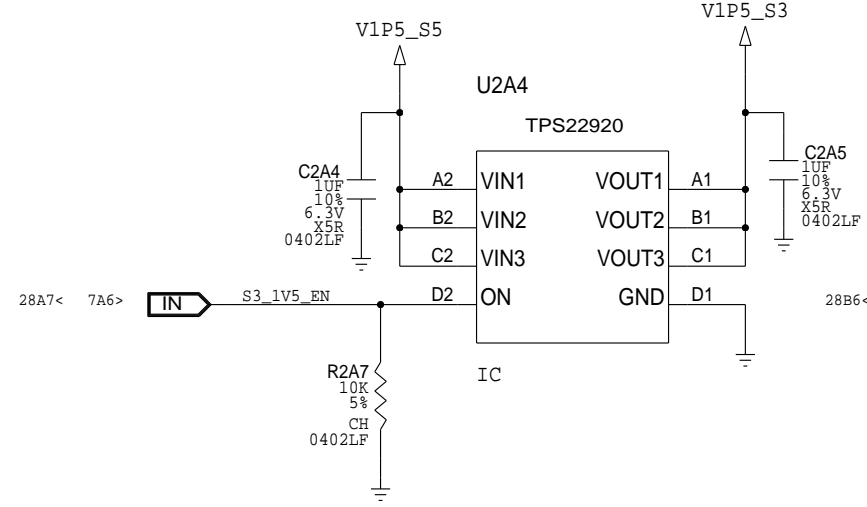 V1P5_S5
V1P5_S3
U2A4
TPS22920
C2A4
1UF
10%
6.3V
X5R
0402LF
C2A5
1UF
10%
6.3V
X5R
0402LF
A2 VIN1 VOUT1 A1
B2 VIN2 VOUT2 B1
C2 VIN3 VOUT3 C1
28A7< 7A6> IN S3_1V5_EN D2 ON GND D1 28B6<
R2A7
10K
5%
CH
0402LF
IC